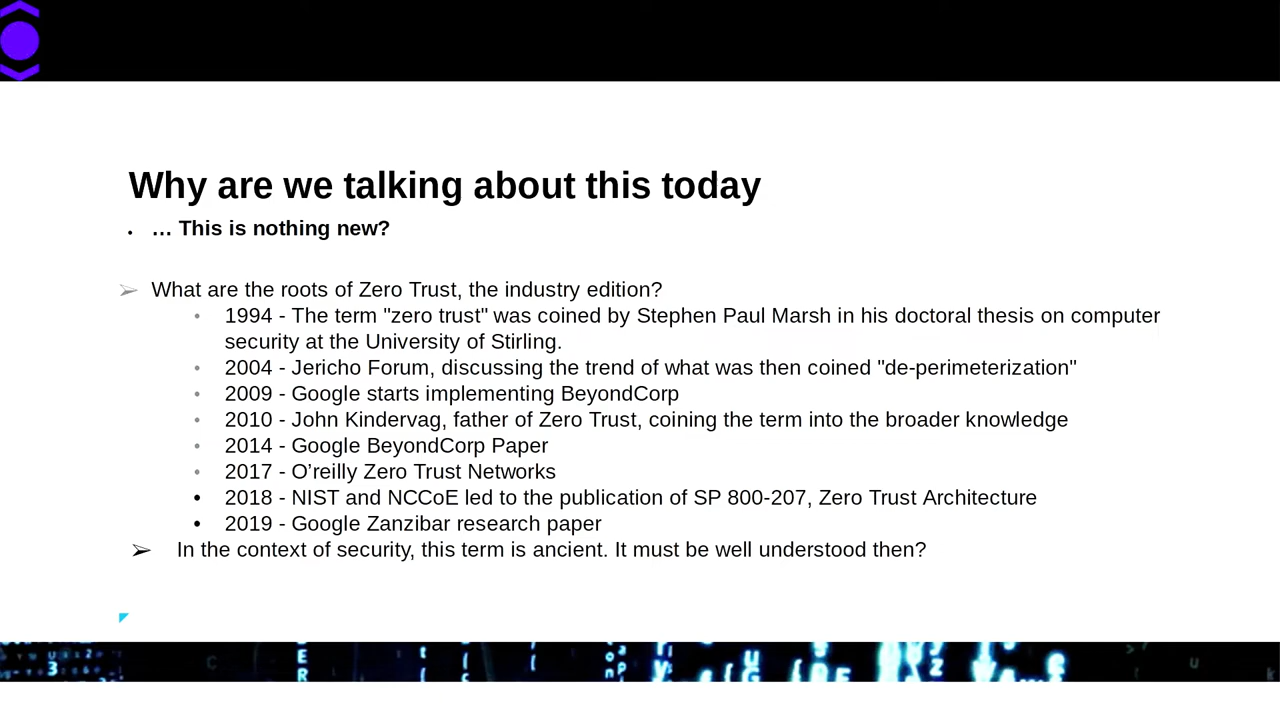 Why are we talking about this today
• … This is nothing new?
➢ What are the roots of Zero Trust, the industry edition?
• 1994 - The term "zero trust" was coined by Stephen Paul Marsh in his doctoral thesis on computer
security at the University of Stirling.
• 2004 - Jericho Forum, discussing the trend of what was then coined "de-perimeterization"
• 2009 - Google starts implementing BeyondCorp
• 2010 - John Kindervag, father of Zero Trust, coining the term into the broader knowledge
• 2014 - Google BeyondCorp Paper
• 2017 - O’reilly Zero Trust Networks
• 2018 - NIST and NCCoE led to the publication of SP 800-207, Zero Trust Architecture
• 2019 - Google Zanzibar research paper
➢ In the context of security, this term is ancient. It must be well understood then?